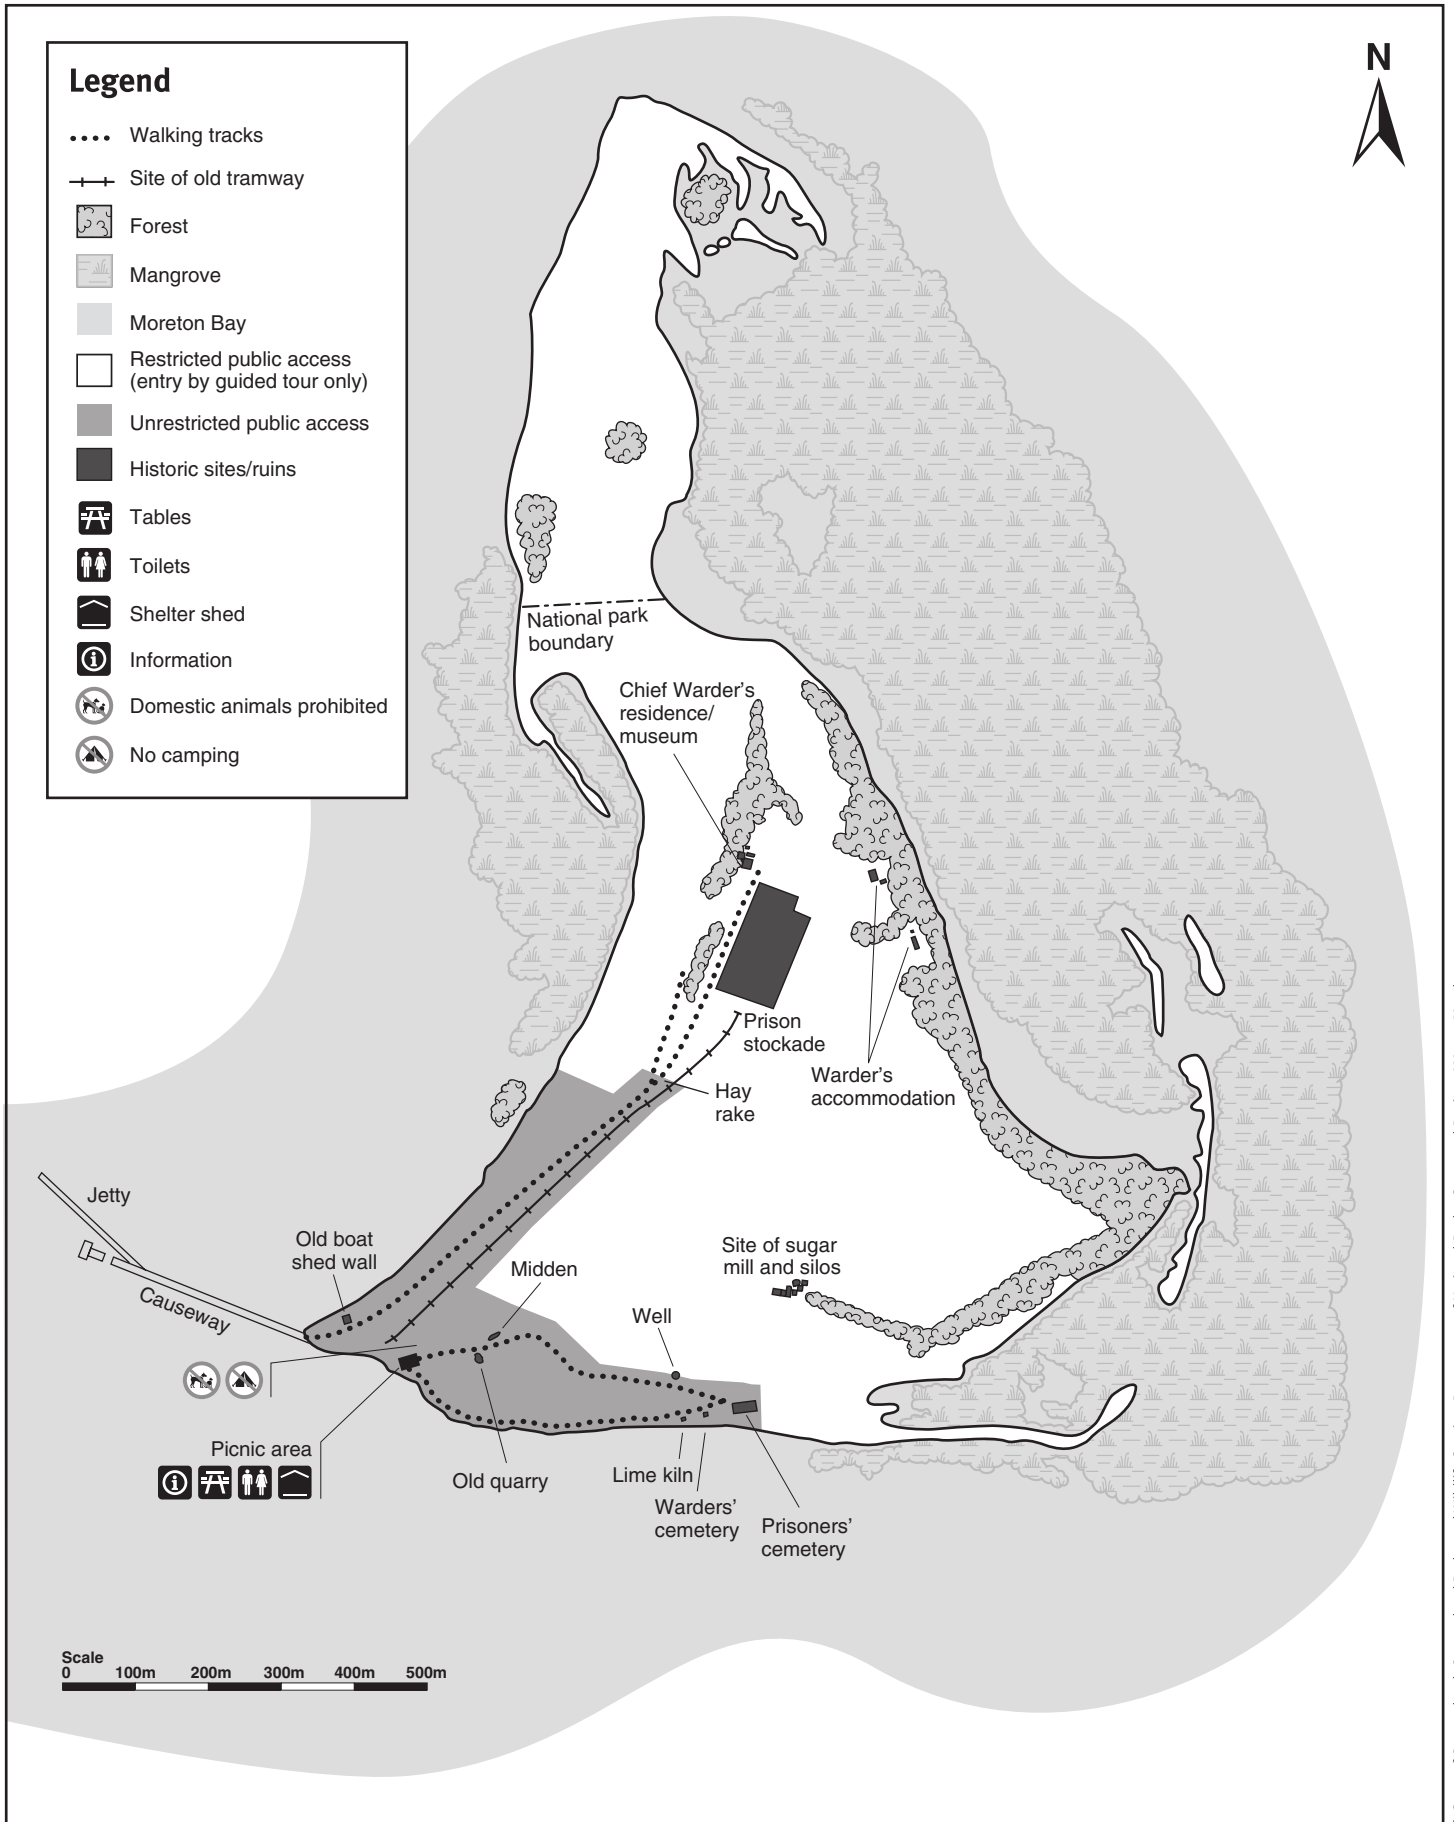 Legend
Walking tracks
Site of old tramway
Forest
Mangrove
Moreton Bay
Restricted public access
(entry by guided tour only)
Unrestricted public access
Historic sites/ruins
Tables
Toilets
Shelter shed
Information
Domestic animals prohibited
No camping
N
National park
boundary
Chief Warder's
residence/
museum
Prison
stockade
Warder's
accommodation
Hay
rake
Jetty
Causeway
Old boat
shed wall
Midden
Site of sugar
mill and silos
Well
Picnic area
Old quarry
Lime kiln
Warders'
cemetery
Prisoners'
cemetery
Scale
0 100m 200m 300m 400m 500m